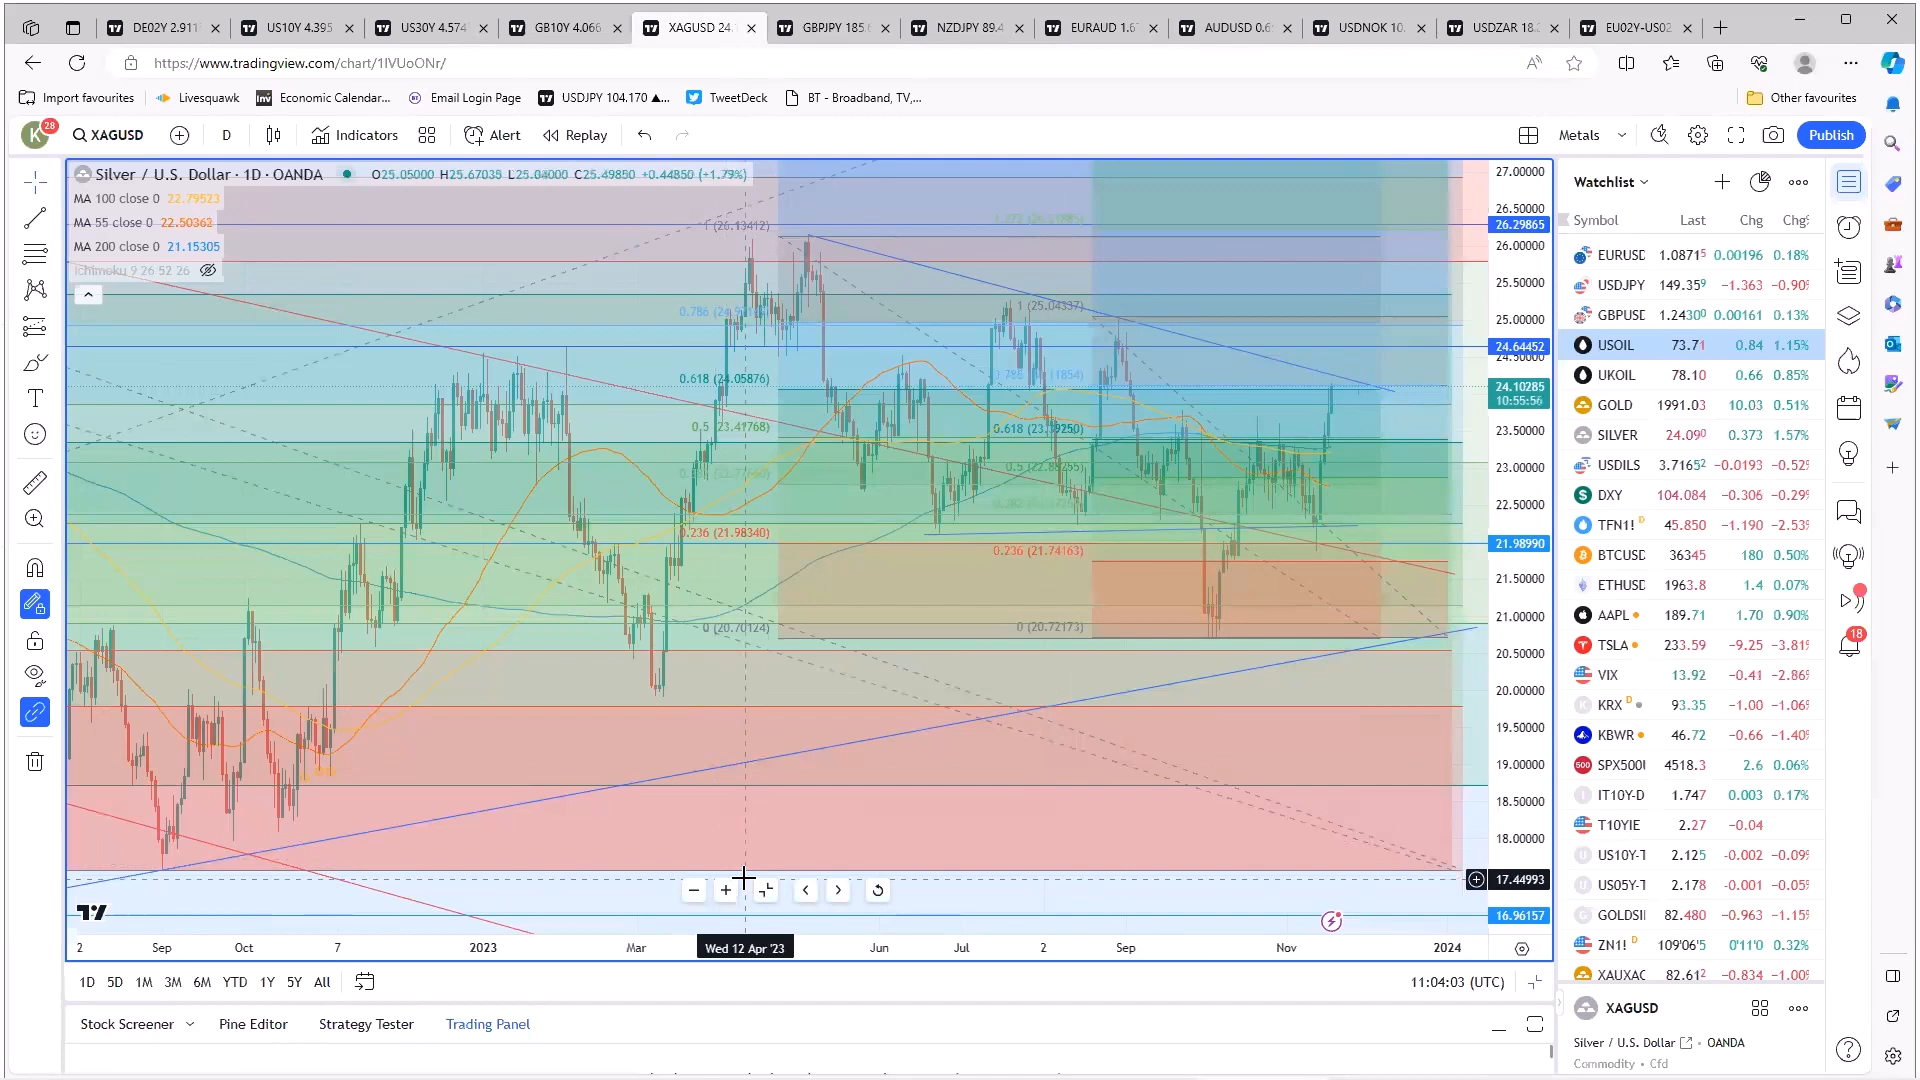 DE02Y 2.911
US10Y 4.395
US30Y 4.574
GB10Y 4.066
XAGUSD 24.1
GBPJPY 185.
NZDJPY 89.4
EURAUD 1.6
AUDUSD 0.6
USDNOK 10.
USDZAR 18.
EU02Y-US02
https://www.tradingview.com/chart/1IVUoONr/
Import favourites
Livesquawk
inv Economic Calendar...
BT Email Login Page
USDJPY 104.170 ▲...
TweetDeck
BT - Broadband, TV,...
Other favourites
K 28
XAGUSD
D
Indicators
Alert
Replay
Metals
Publish
Silver / U.S. Dollar · 1D · OANDA
O25.05000 H25.67035 L25.04000 C25.49850 +0.44850 (+1.79%)
MA 100 close 0 22.79523
MA 55 close 0 22.50362
MA 200 close 0 21.15305
Ichimoku 9 26 52 26
1 (26.13412)
1 (25.04337)
0.618 (24.05876)
0.5 (23.41768)
0.236 (21.98340)
0.236 (21.74163)
0 (20.70124)
0 (20.72173)
27.00000
26.50000
26.29865
26.00000
25.50000
25.00000
24.64452
24.50000
24.10285
10:55:56
23.50000
23.00000
22.50000
21.98990
21.50000
21.00000
20.50000
20.00000
19.50000
19.00000
18.50000
18.00000
17.44993
16.96157
2
Sep
Oct
7
2023
Mar
Wed 12 Apr '23
Jun
Jul
2
Sep
Nov
2024
1D 5D 1M 3M 6M YTD 1Y 5Y All
11:04:03 (UTC)
Stock Screener
Pine Editor
Strategy Tester
Trading Panel
Watchlist
Symbol Last Chg Chg%
EURUSD 1.08715 0.00196 0.18%
USDJPY 149.359 −1.363 −0.90%
GBPUSD 1.24300 0.00161 0.13%
USOIL 73.71 0.84 1.15%
UKOIL 78.10 0.66 0.85%
GOLD 1991.03 10.03 0.51%
SILVER 24.090 0.373 1.57%
USDILS 3.71652 −0.0193 −0.52%
DXY 104.084 −0.306 −0.29%
TFN1! D 45.850 −1.190 −2.53%
BTCUSD 36345 180 0.50%
ETHUSD 1963.8 1.4 0.07%
AAPL 189.71 1.70 0.90%
TSLA 233.59 −9.25 −3.81%
VIX 13.92 −0.41 −2.86%
KRX D 93.35 −1.00 −1.06%
KBWR 46.72 −0.66 −1.40%
SPX500 4518.3 2.6 0.06%
IT10Y-D 1.747 0.003 0.17%
T10YIE 2.27 −0.04
US10Y-T 2.125 −0.002 −0.09%
US05Y-T 2.178 −0.001 −0.05%
GOLDSI 82.480 −0.963 −1.15%
ZN1! D 109'06'5 0'11'0 0.32%
XAUXAG 82.612 −0.834 −1.00%
XAGUSD
Silver / U.S. Dollar · OANDA
Commodity · Cfd
18